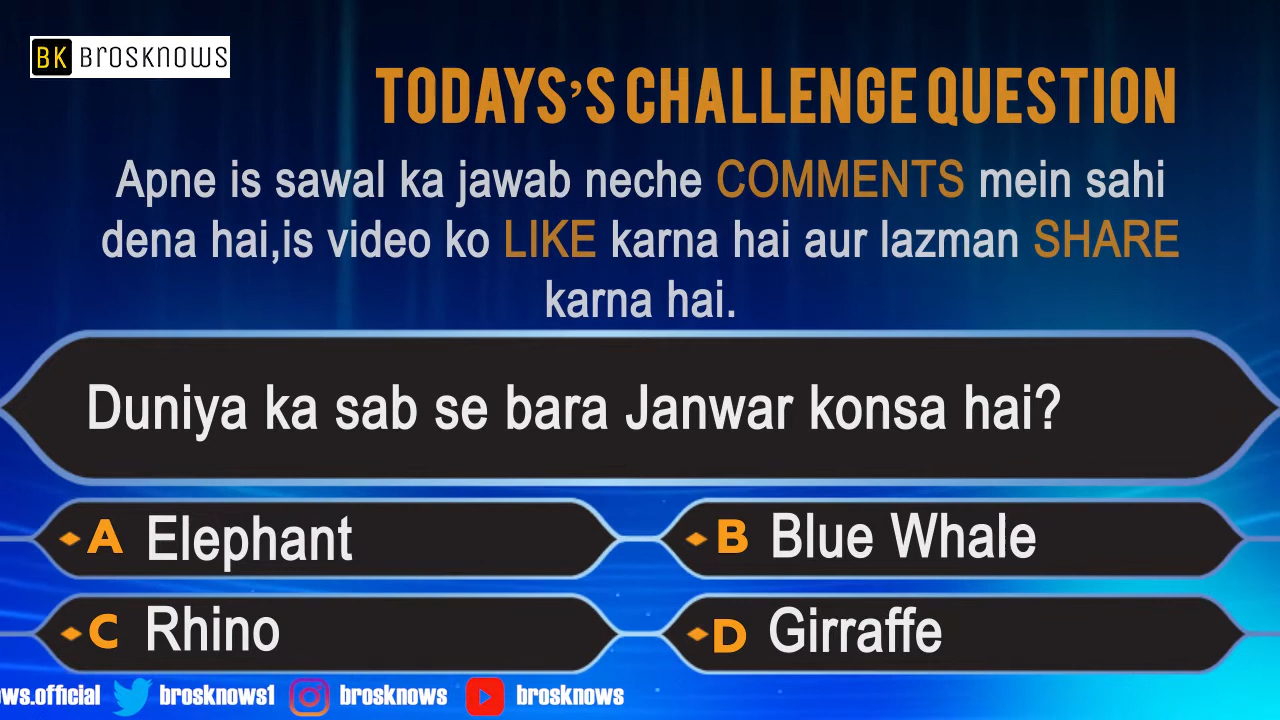 BK Brosknows
TODAYS'S CHALLENGE QUESTION
Apne is sawal ka jawab neche COMMENTS mein sahi
dena hai,is video ko LIKE karna hai aur lazman SHARE
karna hai.
Duniya ka sab se bara Janwar konsa hai?
A Elephant
B Blue Whale
C Rhino
D Girraffe
ows.official brosknows1 brosknows brosknows